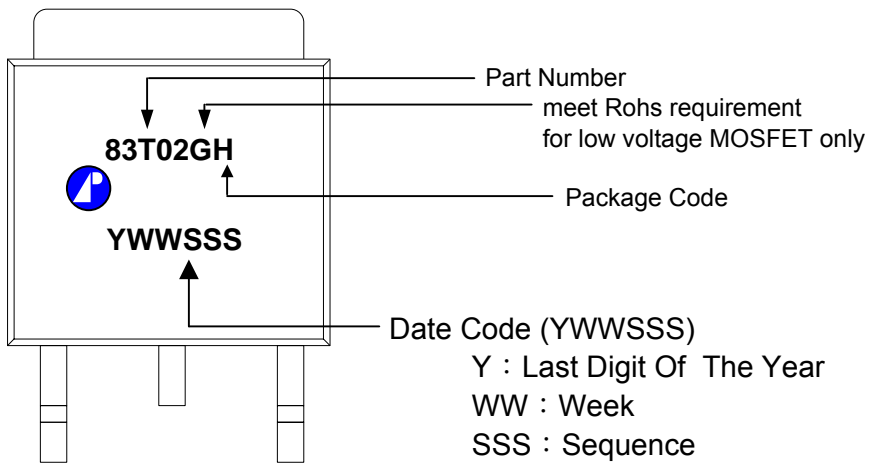 Part Number
meet Rohs requirement
for low voltage MOSFET only
83T02GH
Package Code
YWWSSS
Date Code (YWWSSS)
Y：Last Digit Of The Year
WW：Week
SSS：Sequence